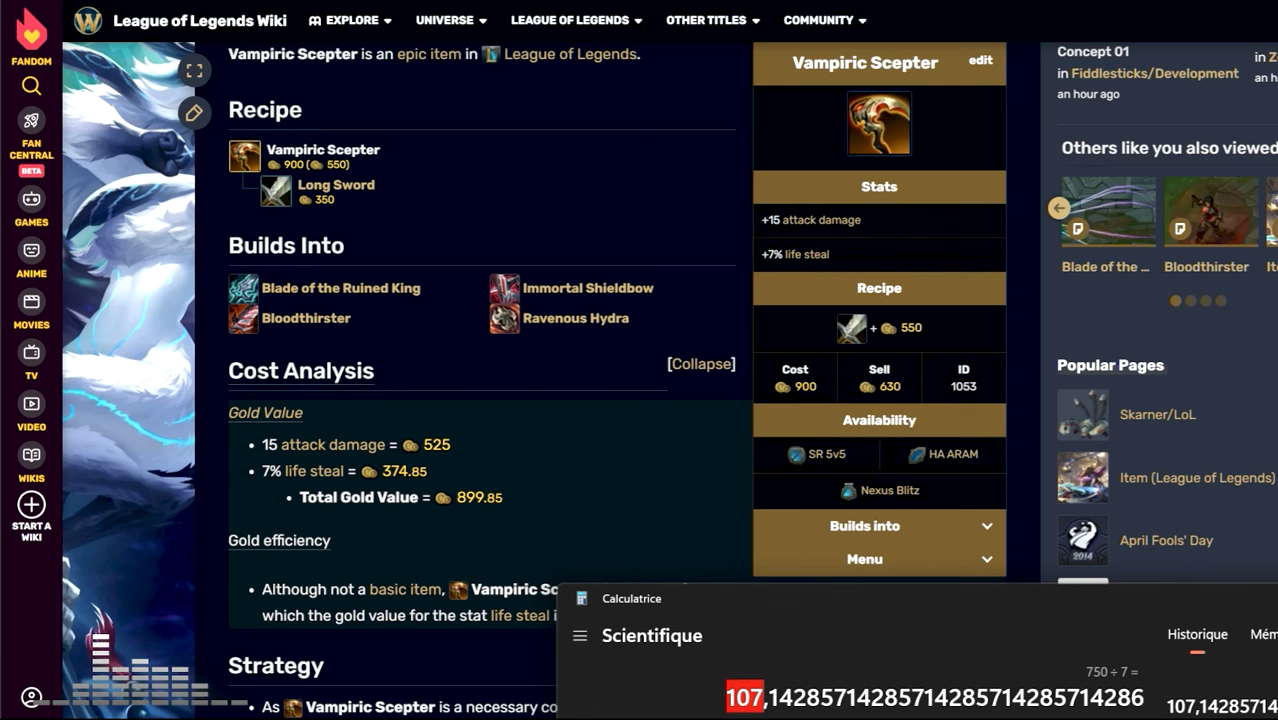 League of Legends Wiki
EXPLORE
UNIVERSE
LEAGUE OF LEGENDS
OTHER TITLES
COMMUNITY
FANDOM
FAN
CENTRAL
BETA
GAMES
ANIME
MOVIES
TV
VIDEO
WIKIS
START A
WIKI
Vampiric Scepter is an epic item in League of Legends.
Recipe
Vampiric Scepter
900 (550)
Long Sword
350
Builds Into
Blade of the Ruined King
Immortal Shieldbow
Bloodthirster
Ravenous Hydra
Cost Analysis
[Collapse]
Gold Value
• 15 attack damage = 525
• 7% life steal = 374.85
• Total Gold Value = 899.85
Gold efficiency
• Although not a basic item, Vampiric Sc
which the gold value for the stat life steal i
Strategy
• As Vampiric Scepter is a necessary co
Vampiric Scepter
edit
Stats
+15 attack damage
+7% life steal
Recipe
+ 550
Cost
Sell
ID
900
630
1053
Availability
SR 5v5
HA ARAM
Nexus Blitz
Builds into
Menu
Concept 01
in Fiddlesticks/Development
an hour ago
in Z
an h
Others like you also viewed
Blade of the ...
Bloodthirster
Popular Pages
Skarner/LoL
Item (League of Legends)
2014
April Fools' Day
Calculatrice
Scientifique
Historique
Mém
750 ÷ 7 =
107,14285714285714285714285714286
107,14285714